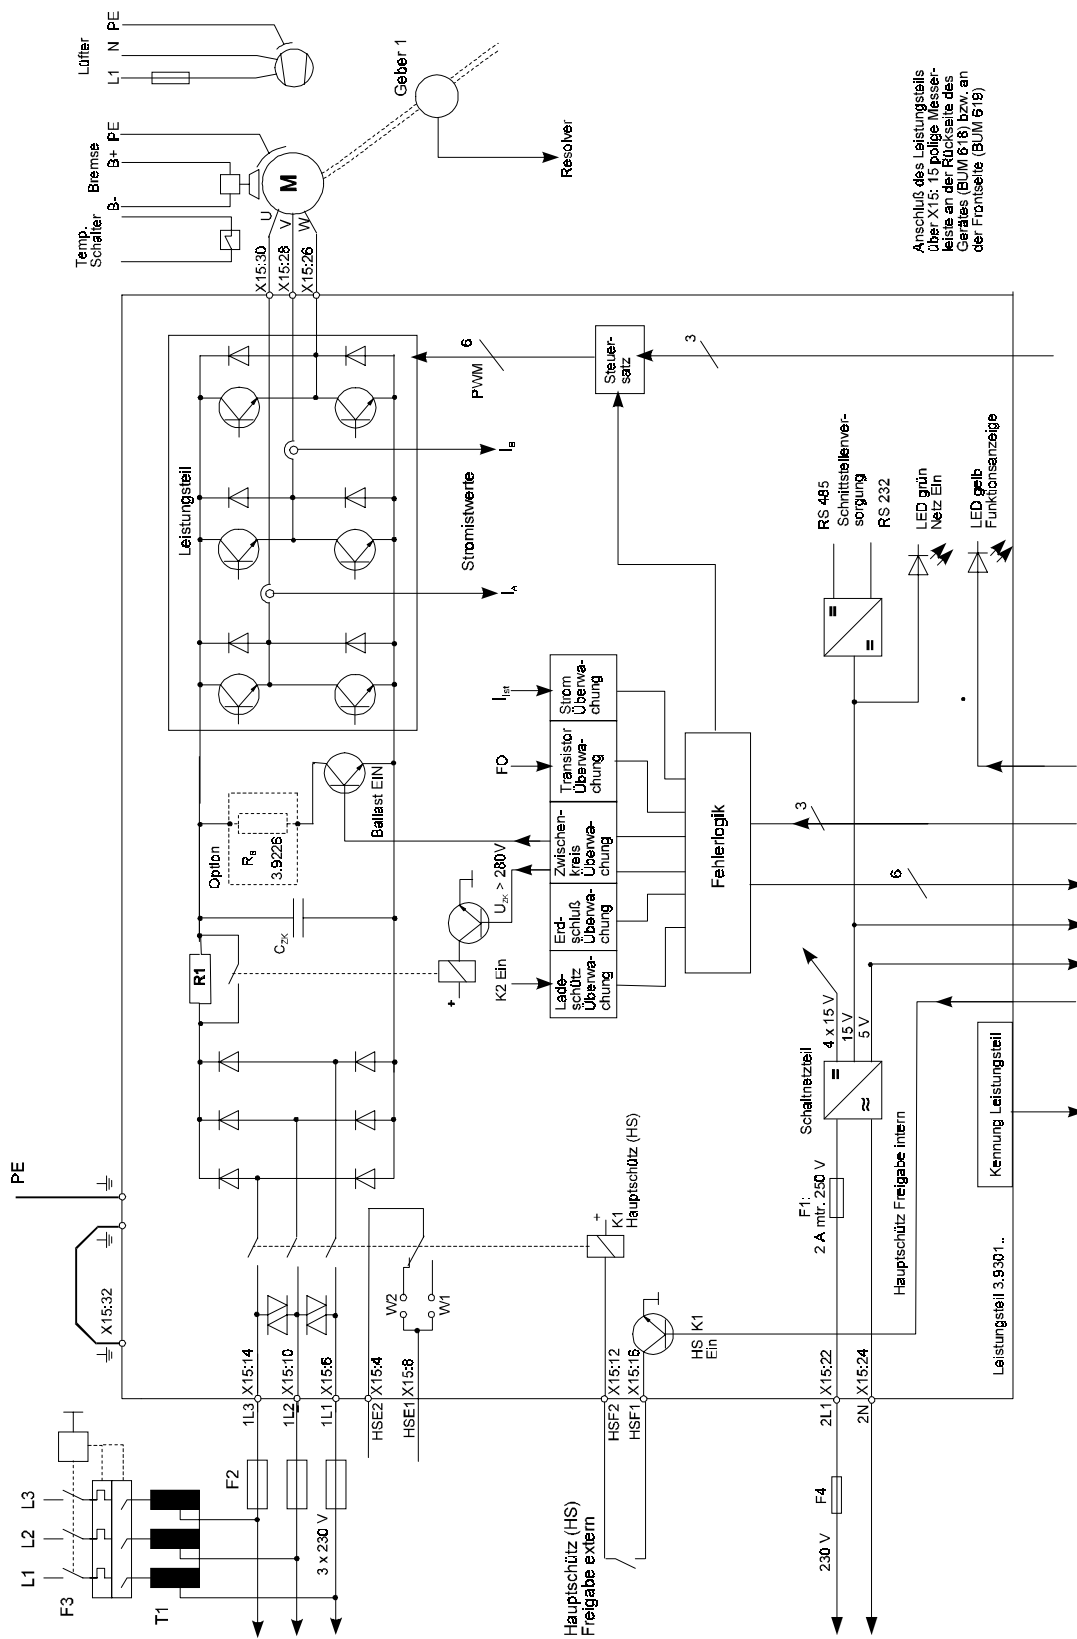 Lüfter
L1
N
PE
Temp.
Schalter
B-
Bremse
B+
PE
U
V
W
M
Geber 1
Resolver
X15:30
X15:28
X15:26
Anschluß des Leistungsteils
über X15: 15 polige Messer-
leiste an der Rückseite des
Gerätes (BUM 618) bzw. an
der Frontseite (BUM 619)
Leistungsteil
PWM
6
Steuer-
satz
3
Stromistwerte
IA
IB
Option
RB
3.9226
Ballast EIN
CZK
R1
UZK > 280V
+
K2 Ein
FO
IIst
Lade-
schütz
Überwa-
chung
Erd-
schluß
Überwa-
chung
Zwischen-
kreis
Überwa-
chung
Transistor
Überwa-
chung
Strom
Überwa-
chung
Fehlerlogik
3
6
RS 485
Schnittstellenver-
sorgung
RS 232
LED grün
Netz EIn
LED gelb
Funktionsanzeige
=
=
Schaltnetzteil
4 x 15 V
15 V
5 V
=
≈
F1:
2 A mtr. 250 V
Hauptschütz Freigabe intern
Kennung Leistungsteil
Leistungsteil 3.9301..
PE
X15:32
W2
W1
+
K1
Hauptschütz (HS)
HS K1
Ein
1L3 X15:14
1L2 X15:10
1L1 X15:6
HSE2 X15:4
HSE1 X15:8
HSF2 X15:12
HSF1 X15:16
2L1 X15:22
2N X15:24
L1
L2
L3
F3
T1
F2
3 x 230 V
Hauptschütz (HS)
Freigabe extern
F4
230 V